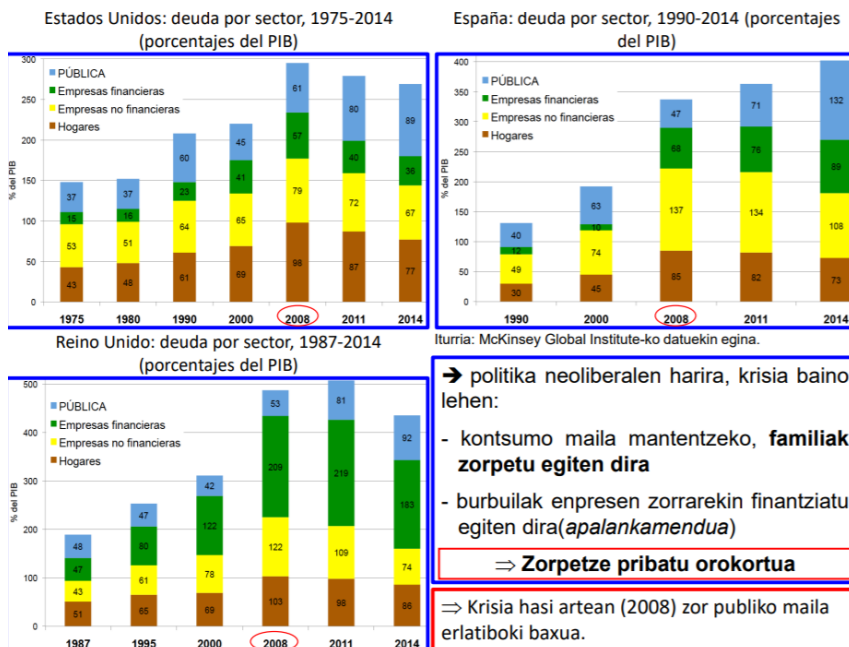 Estados Unidos: deuda por sector, 1975-2014
(porcentajes del PIB)
% del PIB
300
250
200
150
100
50
0
PÚBLICA
Empresas financieras
Empresas no financieras
Hogares
37
15
53
43
37
16
51
48
60
23
64
61
45
41
65
69
61
57
79
98
80
40
72
87
89
36
67
77
1975 1980 1990 2000 2008 2011 2014
España: deuda por sector, 1990-2014 (porcentajes
del PIB)
% del PIB
400
350
300
250
200
150
100
50
0
PÚBLICA
Empresas financieras
Empresas no financieras
Hogares
40
12
49
30
63
10
74
45
47
68
137
85
71
76
134
82
132
89
108
73
1990 2000 2008 2011 2014
Iturria: McKinsey Global Institute-ko datuekin egina.
Reino Unido: deuda por sector, 1987-2014
(porcentajes del PIB)
% del PIB
500
400
300
200
100
0
PÚBLICA
Empresas financieras
Empresas no financieras
Hogares
48
47
43
51
47
80
61
65
42
122
78
69
53
209
122
103
81
219
109
98
92
183
74
86
1987 1995 2000 2008 2011 2014
➔ politika neoliberalen harira, krisia baino
lehen:
- kontsumo maila mantentzeko, familiak
zorpetu egiten dira
- burbuilak enpresen zorrarekin finantziatu
egiten dira(apalankamendua)
⇒ Zorpetze pribatu orokortua
⇒ Krisia hasi artean (2008) zor publiko maila
erlatiboki baxua.